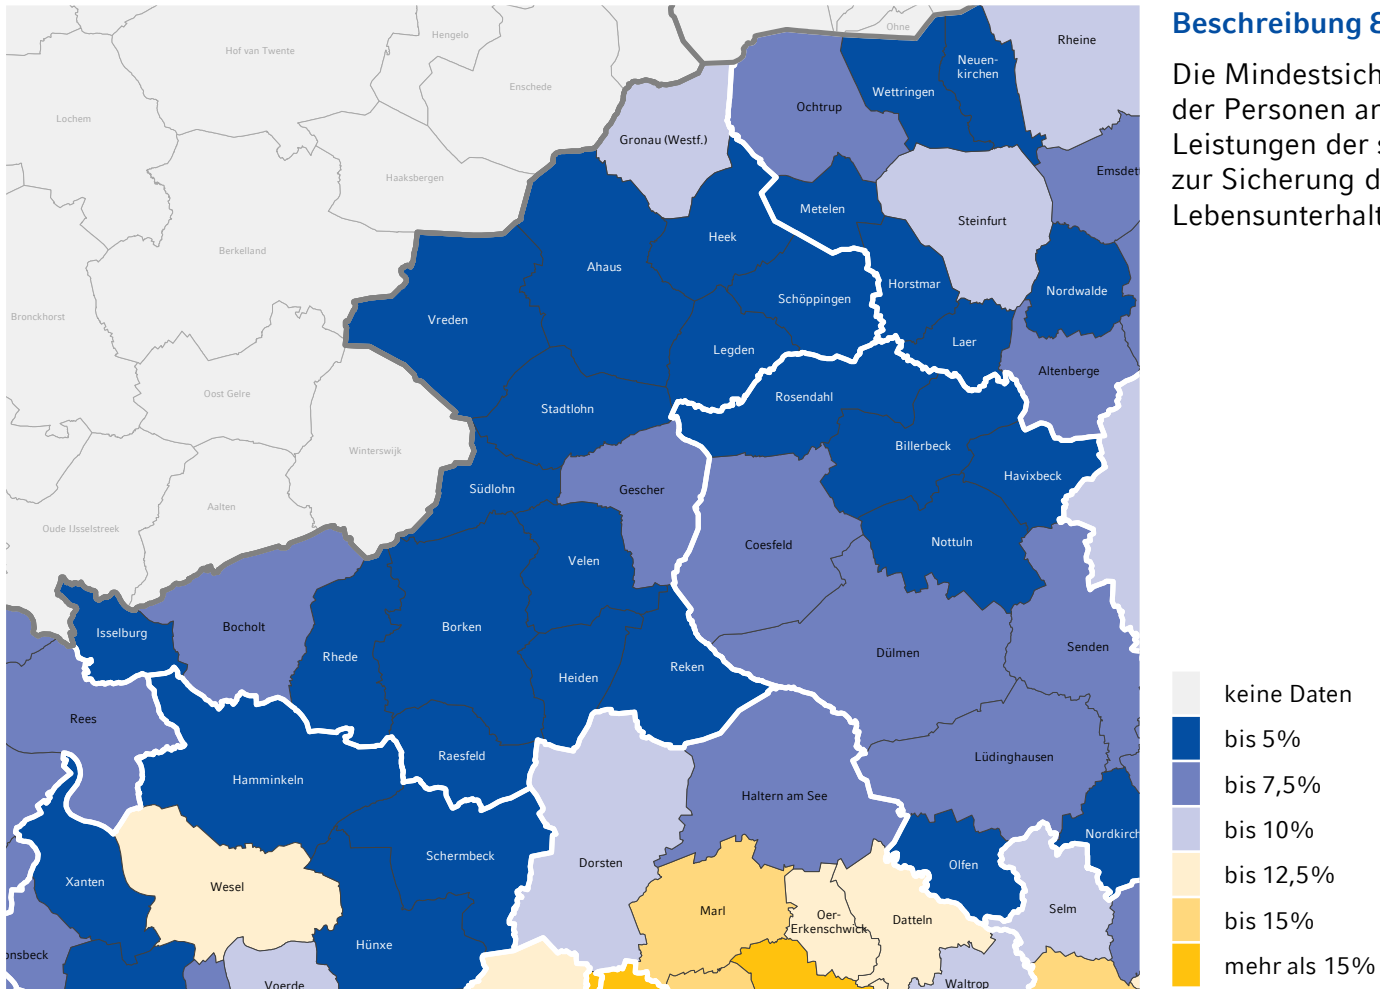 Beschreibung &
Die Mindestsich
der Personen an
Leistungen der s
zur Sicherung d
Lebensunterhalt
Ohne
Hengelo
Hof van Twente
Rheine
Neuen-
kirchen
Enschede
Wettringen
Ochtrup
Lochem
Gronau (Westf.)
Emsdett
Haaksbergen
Metelen
Steinfurt
Heek
Berkelland
Ahaus
Horstmar
Nordwalde
Schöppingen
Bronckhorst
Vreden
Laer
Legden
Altenberge
Oost Gelre
Rosendahl
Stadtlohn
Billerbeck
Winterswijk
Havixbeck
Südlohn
Gescher
Aalten
Oude IJsselstreek
Nottuln
Coesfeld
Velen
Isselburg
Bocholt
Borken
Senden
Dülmen
Rhede
Reken
Heiden
Rees
Raesfeld
Lüdinghausen
Hamminkeln
Haltern am See
Nordkirch
Schermbeck
Dorsten
Olfen
Xanten
Wesel
Marl
Selm
Oer-
Erkenschwick
Datteln
Hünxe
onsbeck
Voerde
Waltrop
keine Daten
bis 5%
bis 7,5%
bis 10%
bis 12,5%
bis 15%
mehr als 15%